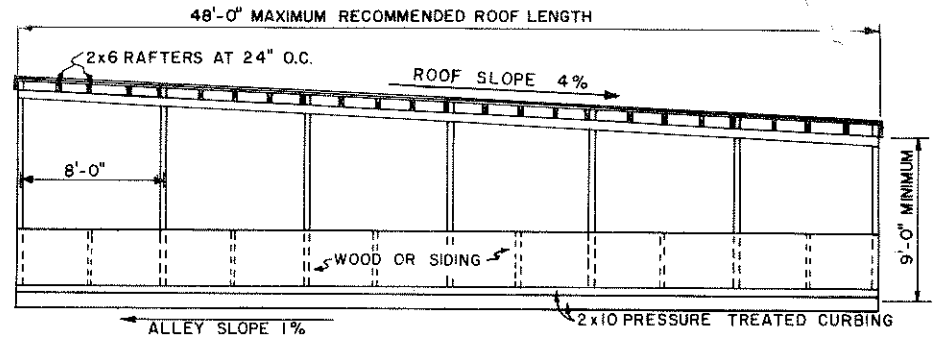 48'-0" MAXIMUM RECOMMENDED ROOF LENGTH
2x6 RAFTERS AT 24" O.C.
ROOF SLOPE 4%
8'-0"
9'-0" MINIMUM
WOOD OR SIDING
2x10 PRESSURE TREATED CURBING
ALLEY SLOPE 1%